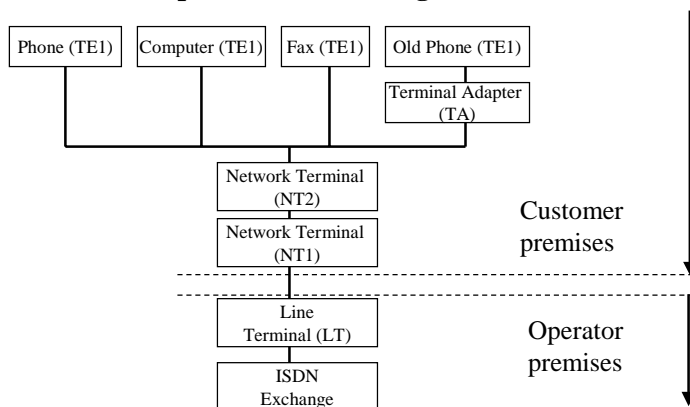 Phone (TE1)
Computer (TE1)
Fax (TE1)
Old Phone (TE1)
Terminal Adapter
(TA)
Network Terminal
(NT2)
Network Terminal
(NT1)
Customer
premises
Line
Terminal (LT)
Operator
premises
ISDN
Exchange